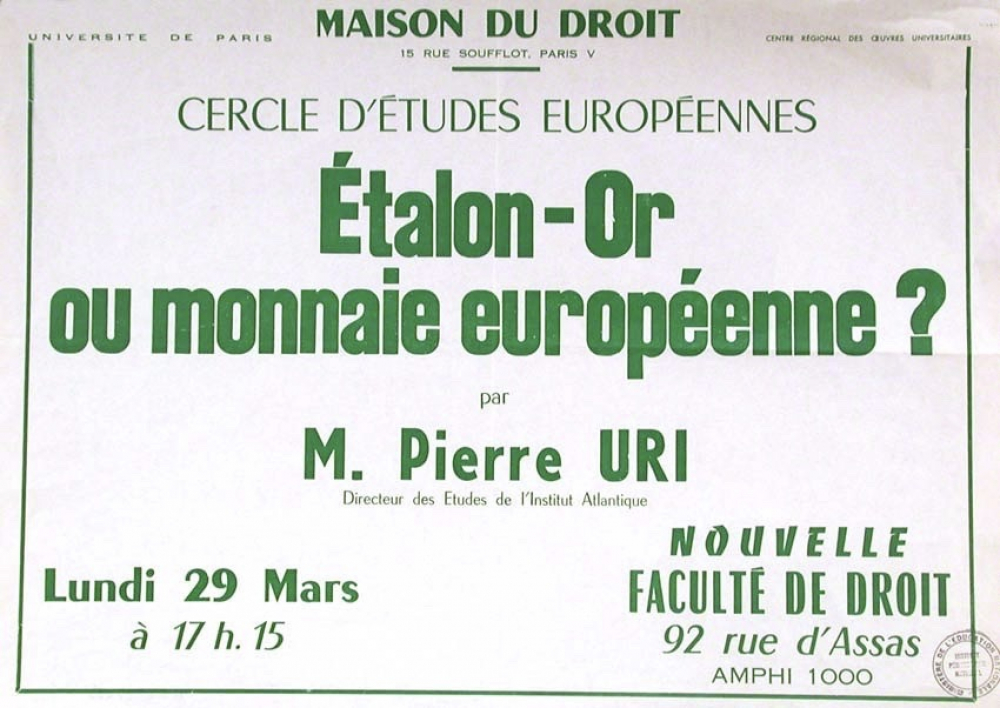 UNIVERSITE DE PARIS
MAISON DU DROIT
15 RUE SOUFFLOT, PARIS V
CENTRE RÉGIONAL DES ŒUVRES UNIVERSITAIRES
CERCLE D'ÉTUDES EUROPÉENNES
Étalon-Or
ou monnaie européenne ?
par
M. Pierre URI
Directeur des Etudes de l'Institut Atlantique
Lundi 29 Mars
à 17 h. 15
NOUVELLE
FACULTÉ DE DROIT
92 rue d'Assas
AMPHI 1000